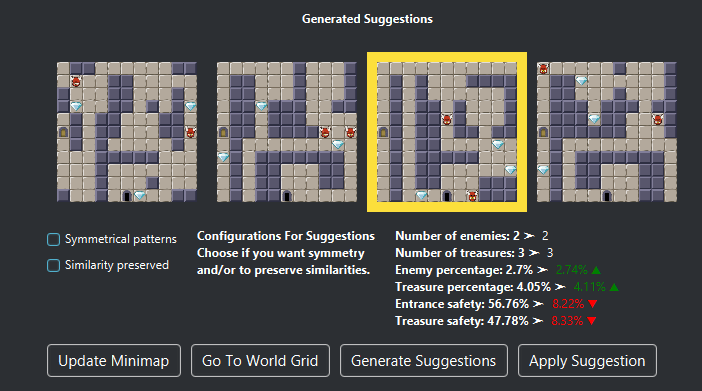 Generated Suggestions
Symmetrical patterns
Similarity preserved
Configurations For Suggestions
Choose if you want symmetry
and/or to preserve similarities.
Number of enemies: 2 ➤ 2
Number of treasures: 3 ➤ 3
Enemy percentage: 2.7% ➤ 2.74% ▲
Treasure percentage: 4.05% ➤ 4.11% ▲
Entrance safety: 56.76% ➤ 8.22% ▼
Treasure safety: 47.78% ➤ 8.33% ▼
Update Minimap
Go To World Grid
Generate Suggestions
Apply Suggestion